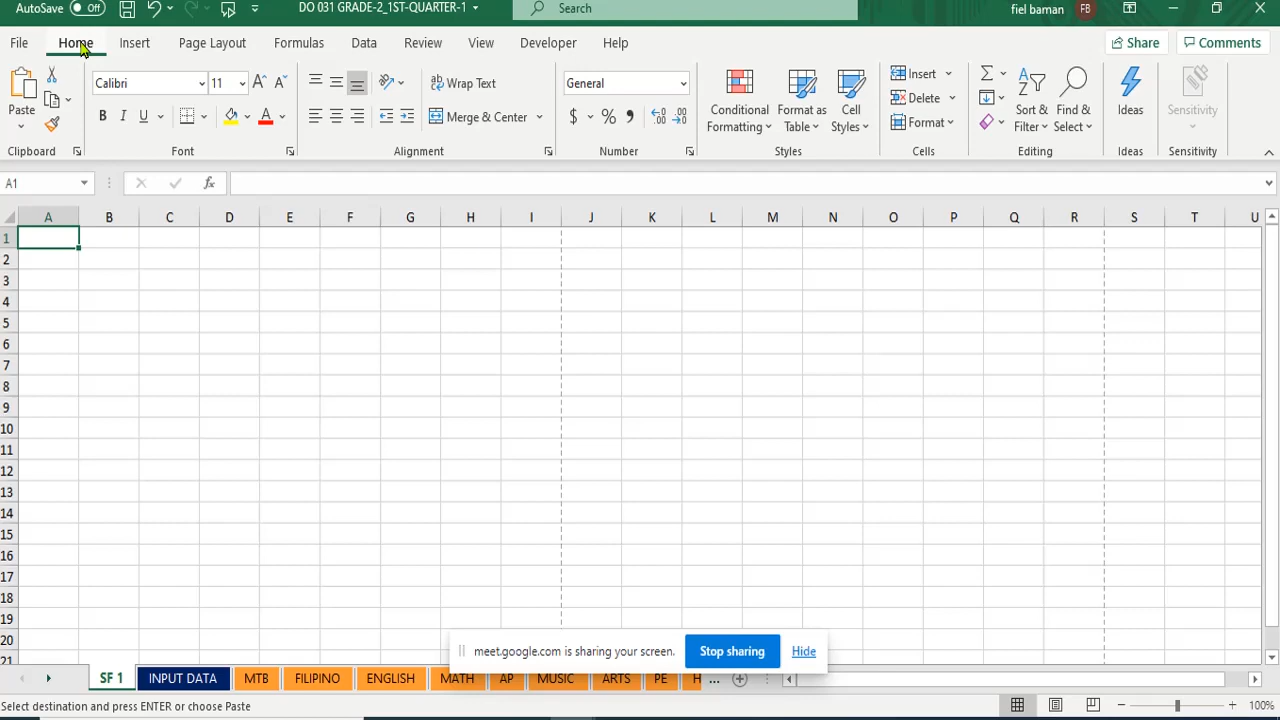 AutoSave Off DO 031 GRADE-2_1ST-QUARTER-1 Search fiel baman FB
File Home Insert Page Layout Formulas Data Review View Developer Help Share Comments
Calibri 11 Wrap Text General Insert
Paste Conditional Formatting Format as Table Cell Styles Delete Sort & Filter Find & Select Ideas Sensitivity
B I U A Merge & Center $ % Format
Clipboard Font Alignment Number Styles Cells Editing Ideas Sensitivity
A1 fx
A B C D E F G H I J K L M N O P Q R S T U
1
2
3
4
5
6
7
8
9
10
11
12
13
14
15
16
17
18
19
20
21
meet.google.com is sharing your screen. Stop sharing Hide
SF 1 INPUT DATA MTB FILIPINO ENGLISH MATH AP MUSIC ARTS PE H ...
Select destination and press ENTER or choose Paste 100%